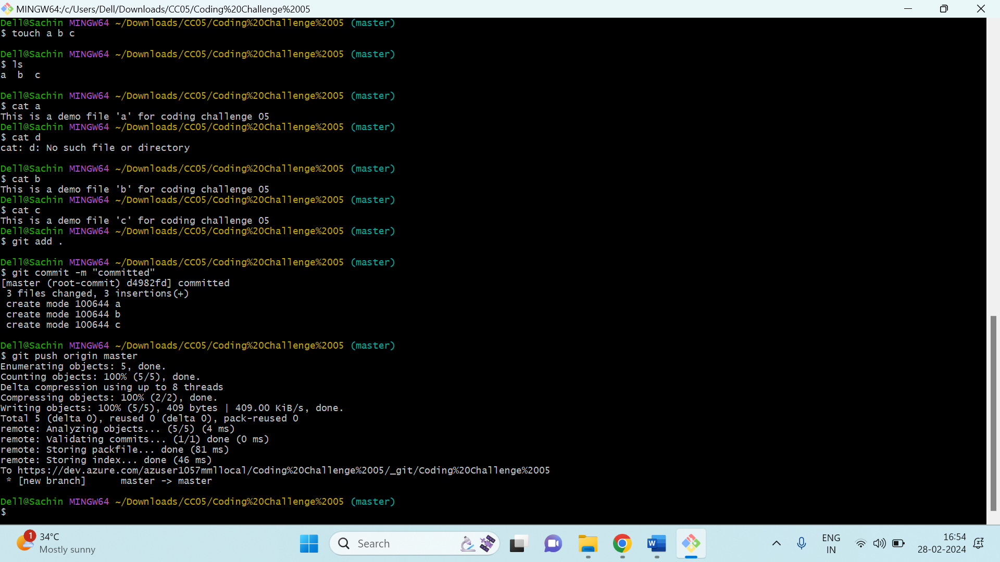 MINGW64:/c/Users/Dell/Downloads/CC05/Coding%20Challenge%2005
Dell@Sachin MINGW64 ~/Downloads/CC05/Coding%20Challenge%2005 (master)
$ touch a b c
Dell@Sachin MINGW64 ~/Downloads/CC05/Coding%20Challenge%2005 (master)
$ ls
a  b  c
Dell@Sachin MINGW64 ~/Downloads/CC05/Coding%20Challenge%2005 (master)
$ cat a
This is a demo file 'a' for coding challenge 05
Dell@Sachin MINGW64 ~/Downloads/CC05/Coding%20Challenge%2005 (master)
$ cat d
cat: d: No such file or directory
Dell@Sachin MINGW64 ~/Downloads/CC05/Coding%20Challenge%2005 (master)
$ cat b
This is a demo file 'b' for coding challenge 05
Dell@Sachin MINGW64 ~/Downloads/CC05/Coding%20Challenge%2005 (master)
$ cat c
This is a demo file 'c' for coding challenge 05
Dell@Sachin MINGW64 ~/Downloads/CC05/Coding%20Challenge%2005 (master)
$ git add .
Dell@Sachin MINGW64 ~/Downloads/CC05/Coding%20Challenge%2005 (master)
$ git commit -m "committed"
[master (root-commit) d4982fd] committed
 3 files changed, 3 insertions(+)
 create mode 100644 a
 create mode 100644 b
 create mode 100644 c
Dell@Sachin MINGW64 ~/Downloads/CC05/Coding%20Challenge%2005 (master)
$ git push origin master
Enumerating objects: 5, done.
Counting objects: 100% (5/5), done.
Delta compression using up to 8 threads
Compressing objects: 100% (2/2), done.
Writing objects: 100% (5/5), 409 bytes | 409.00 KiB/s, done.
Total 5 (delta 0), reused 0 (delta 0), pack-reused 0
remote: Analyzing objects... (5/5) (4 ms)
remote: Validating commits... (1/1) done (0 ms)
remote: Storing packfile... done (81 ms)
remote: Storing index... done (46 ms)
To https://dev.azure.com/azuser1057mmllocal/Coding%20Challenge%2005/_git/Coding%20Challenge%2005
 * [new branch]      master -> master
Dell@Sachin MINGW64 ~/Downloads/CC05/Coding%20Challenge%2005 (master)
$
1
34°C
Mostly sunny
Search
W
ENG
IN
16:54
28-02-2024